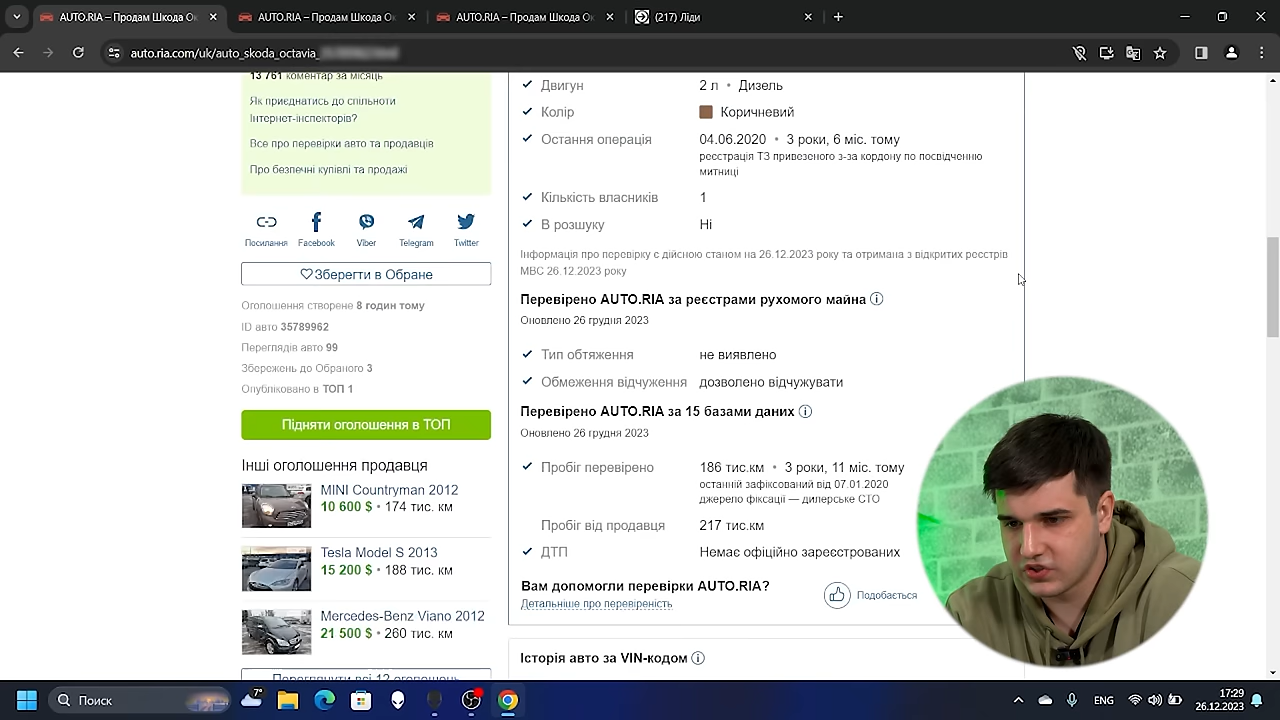 AUTO.RIA – Продам Шкода Ок
AUTO.RIA – Продам Шкода Ок
AUTO.RIA – Продам Шкода Ок
(217) Ліди
auto.ria.com/uk/auto_skoda_octavia_
13 761 коментар за місяць
Як приєднатись до спільноти
Інтернет-інспекторів?
Все про перевірки авто та продавців
Про безпечні купівлі та продажі
Посилання
Facebook
Viber
Telegram
Twitter
Зберегти в Обране
Оголошення створене 8 годин тому
ID авто 35789962
Переглядів авто 99
Збережень до Обраного 3
Опубліковано в ТОП 1
Підняти оголошення в ТОП
Інші оголошення продавця
MINI Countryman 2012
10 600 $ • 174 тис. км
Tesla Model S 2013
15 200 $ • 188 тис. км
Mercedes-Benz Viano 2012
21 500 $ • 260 тис. км
Переглянути всі 12 оголошень
Двигун 2 л • Дизель
Колір Коричневий
Остання операція 04.06.2020 • 3 роки, 6 міс. тому
реєстрація ТЗ привезеного з-за кордону по посвідченню
митниці
Кількість власників 1
В розшуку Ні
Інформація про перевірку є дійсною станом на 26.12.2023 року та отримана з відкритих реєстрів
МВС 26.12.2023 року
Перевірено AUTO.RIA за реєстрами рухомого майна
Оновлено 26 грудня 2023
Тип обтяження не виявлено
Обмеження відчуження дозволено відчужувати
Перевірено AUTO.RIA за 15 базами даних
Оновлено 26 грудня 2023
Пробіг перевірено 186 тис.км • 3 роки, 11 міс. тому
останній зафіксований від 07.01.2020
джерело фіксації — дилерське СТО
Пробіг від продавця 217 тис.км
ДТП Немає офіційно зареєстрованих
Вам допомогли перевірки AUTO.RIA?
Детальніше про перевіреність
Подобається
Історія авто за VIN-кодом
Поиск
7°
ENG
17:29
26.12.2023